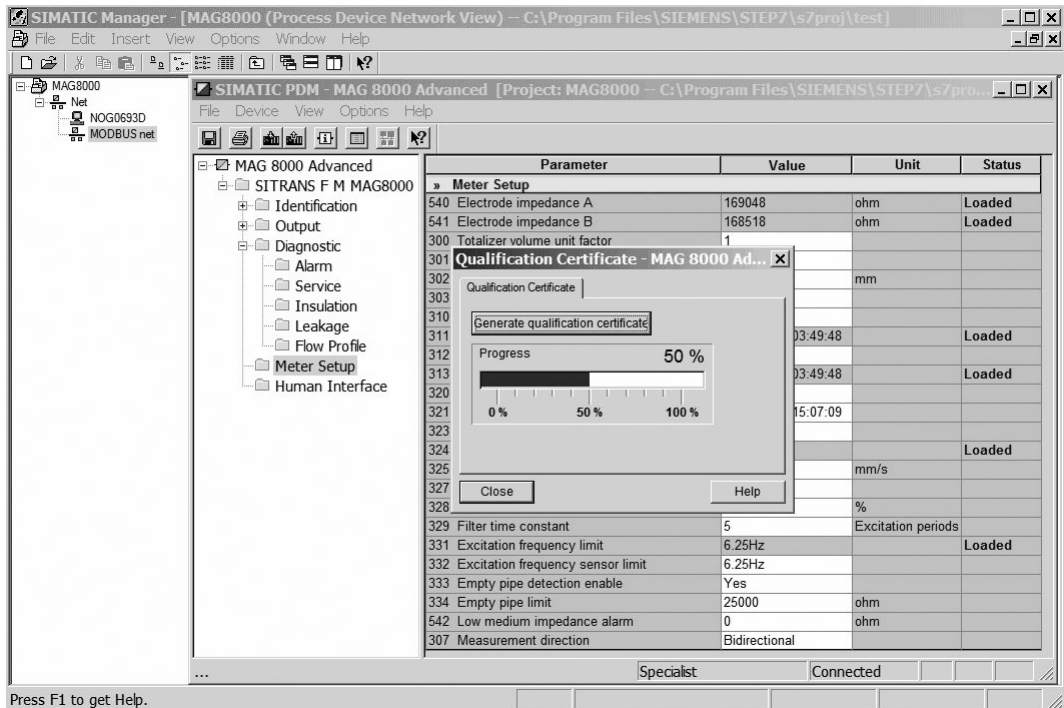 SIMATIC Manager - [MAG8000 (Process Device Network View) -- C:\Program Files\SIEMENS\STEP7\s7proj\test]
File Edit Insert View Options Window Help
MAG8000
Net
NOG0693D
MODBUS net
SIMATIC PDM - MAG 8000 Advanced [Project: MAG8000 -- C:\Program Files\SIEMENS\STEP7\s7pro...
File Device View Options Help
MAG 8000 Advanced
SITRANS F M MAG8000
Identification
Output
Diagnostic
Alarm
Service
Insulation
Leakage
Flow Profile
Meter Setup
Human Interface
Parameter Value Unit Status
» Meter Setup
540 Electrode impedance A 169048 ohm Loaded
541 Electrode impedance B 168518 ohm Loaded
300 Totalizer volume unit factor 1
301
302 mm
303
310
311 03:49:48 Loaded
312
313 03:49:48 Loaded
320
321 15:07:09
323
324 Loaded
325 mm/s
327
328 %
329 Filter time constant 5 Excitation periods
331 Excitation frequency limit 6.25Hz Loaded
332 Excitation frequency sensor limit 6.25Hz
333 Empty pipe detection enable Yes
334 Empty pipe limit 25000 ohm
542 Low medium impedance alarm 0 ohm
307 Measurement direction Bidirectional
Qualification Certificate - MAG 8000 Ad...
Qualification Certificate
Generate qualification certificate
Progress 50 %
0 % 50 % 100 %
Close Help
... Specialist Connected
Press F1 to get Help.